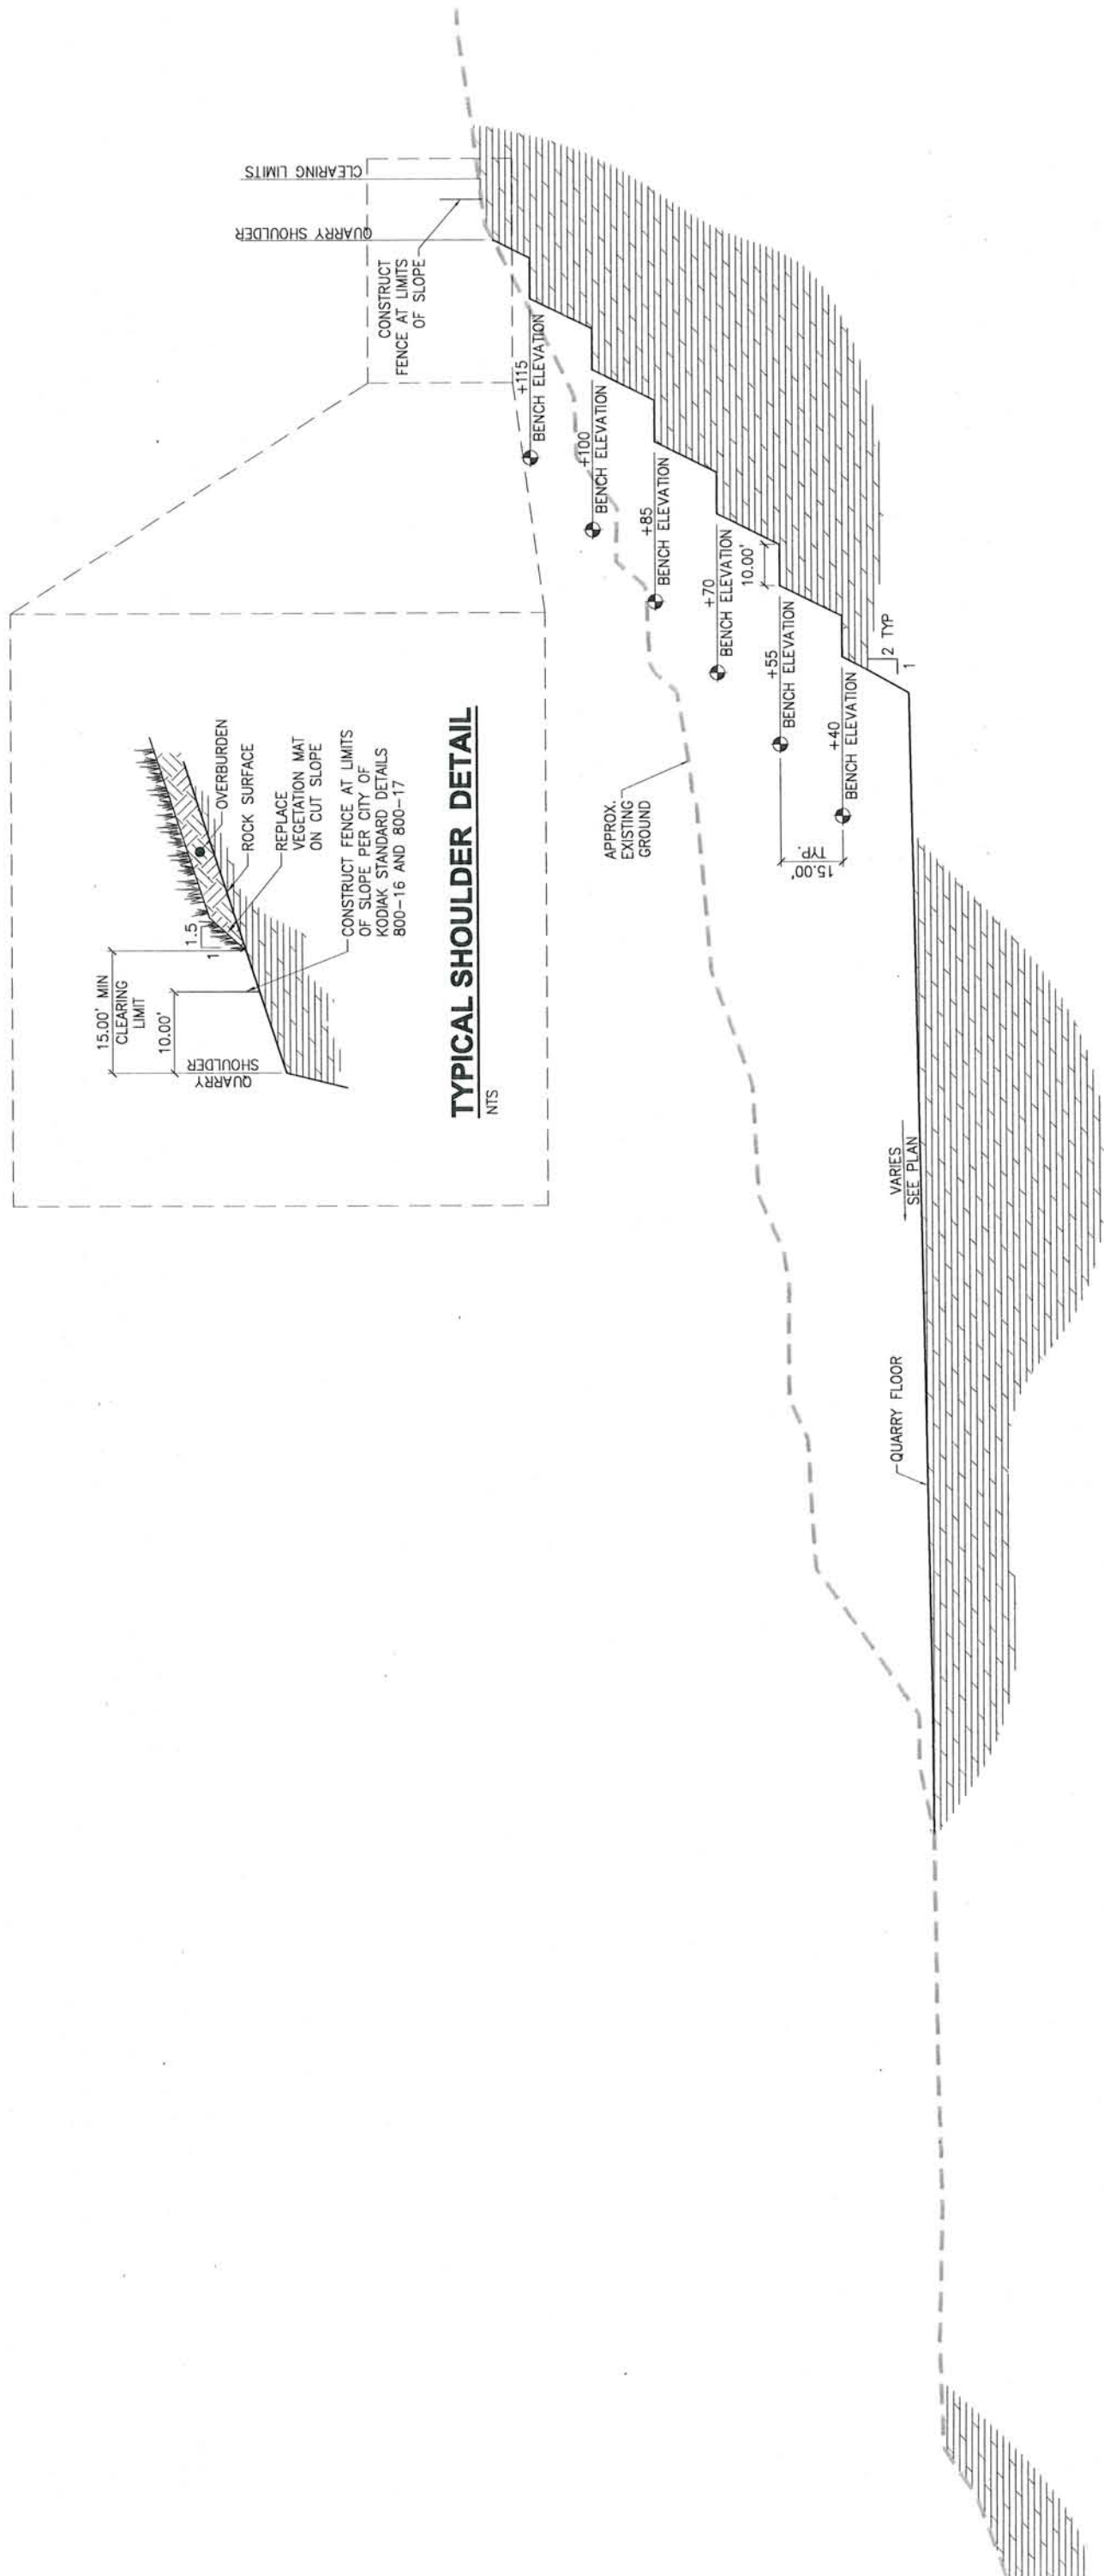 CLEARING LIMITS
QUARRY SHOULDER
CONSTRUCT
FENCE AT LIMITS
OF SLOPE
15.00' MIN
CLEARING
LIMIT
10.00'
QUARRY
SHOULDER
1.5
1
OVERBURDEN
ROCK SURFACE
REPLACE
VEGETATION MAT
ON CUT SLOPE
CONSTRUCT FENCE AT LIMITS
OF SLOPE PER CITY OF
KODIAK STANDARD DETAILS
800-16 AND 800-17
TYPICAL SHOULDER DETAIL
NTS
+115
BENCH ELEVATION
+100
BENCH ELEVATION
+85
BENCH ELEVATION
+70
BENCH ELEVATION
10.00'
+55
BENCH ELEVATION
+40
BENCH ELEVATION
15.00'
TYP.
2 TYP
1
APPROX.
EXISTING
GROUND
VARIES
SEE PLAN
QUARRY FLOOR